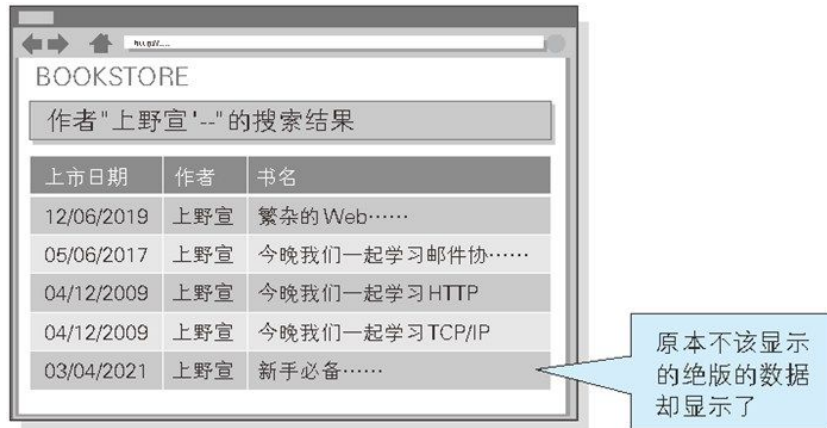 BOOKSTORE
作者"上野宣'--"的搜索结果
上市日期 作者 书名
12/06/2019 上野宣 繁杂的Web……
05/06/2017 上野宣 今晚我们一起学习邮件协……
04/12/2009 上野宣 今晚我们一起学习HTTP
04/12/2009 上野宣 今晚我们一起学习TCP/IP
03/04/2021 上野宣 新手必备……
原本不该显示
的绝版的数据
却显示了